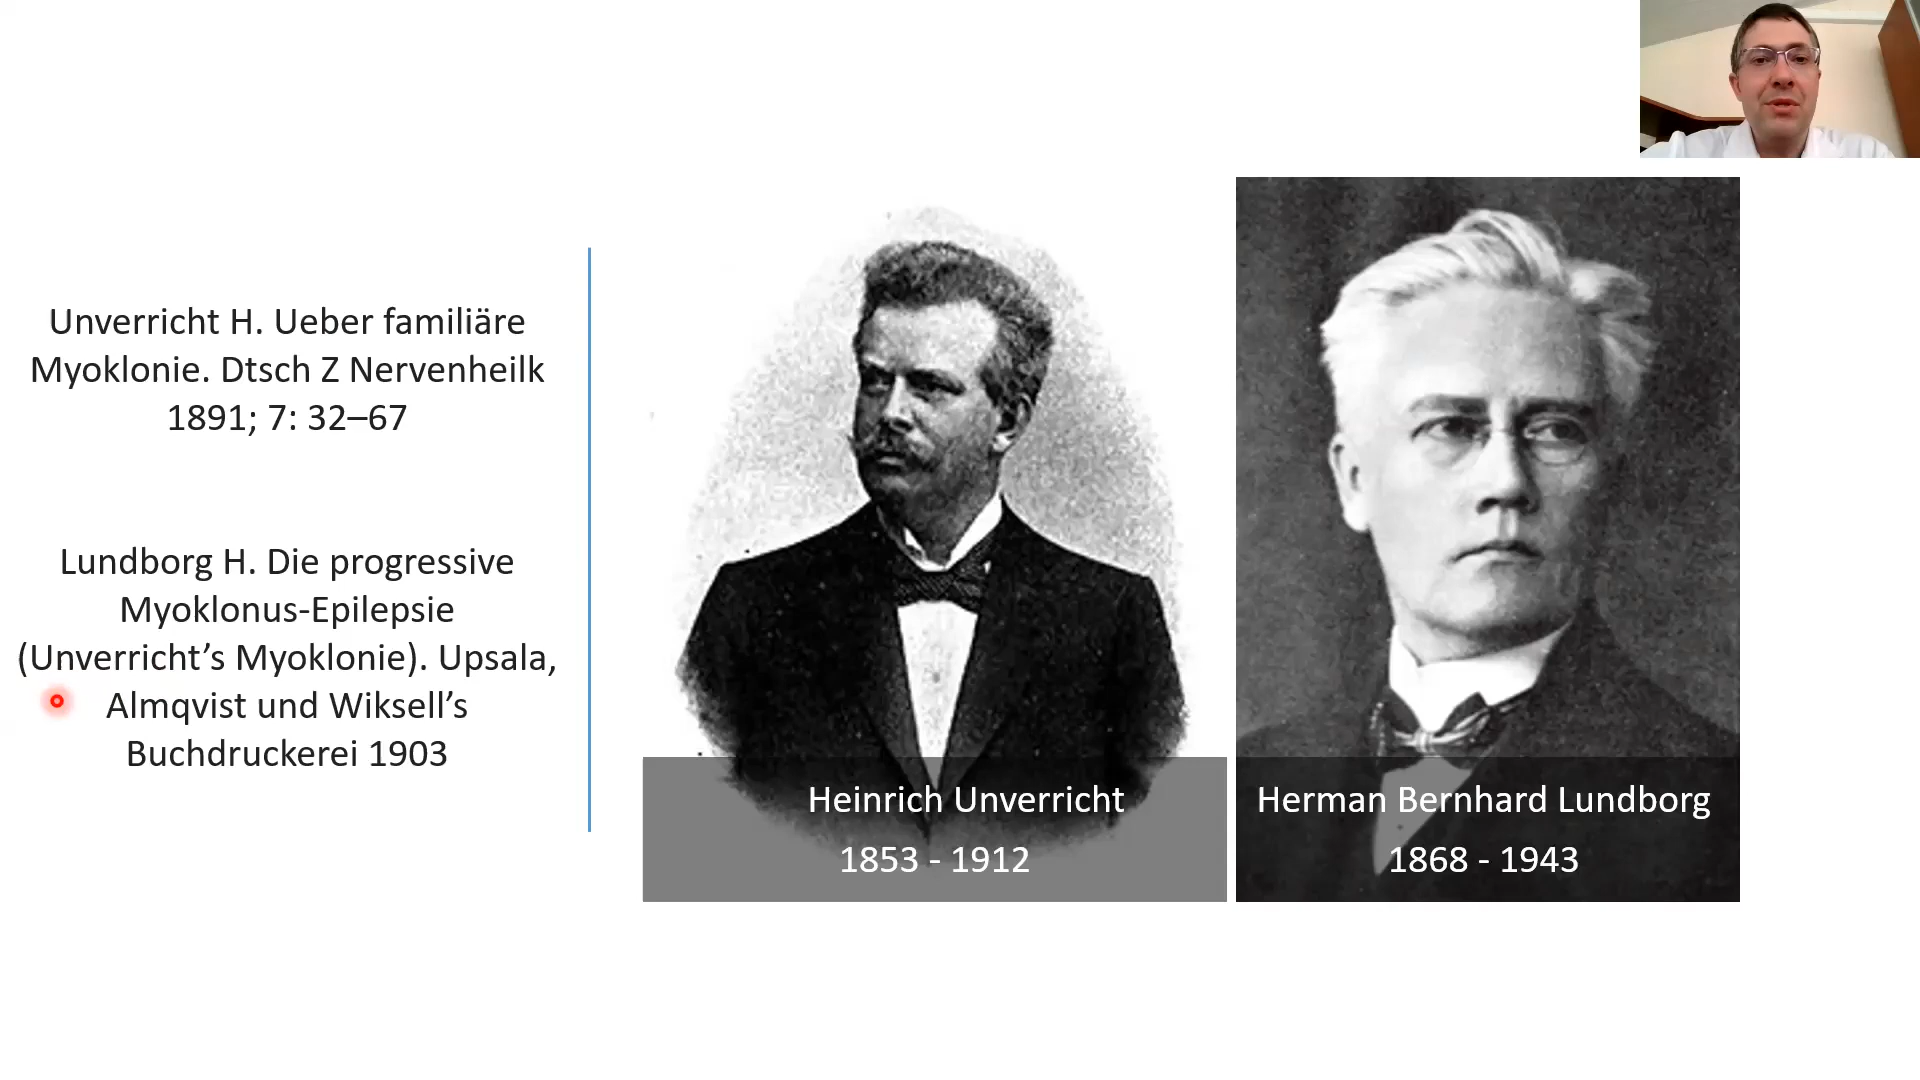 Unverricht H. Ueber familiäre
Myoklonie. Dtsch Z Nervenheilk
1891; 7: 32–67
Lundborg H. Die progressive
Myoklonus-Epilepsie
(Unverricht’s Myoklonie). Upsala,
Almqvist und Wiksell’s
Buchdruckerei 1903
Heinrich Unverricht
1853 - 1912
Herman Bernhard Lundborg
1868 - 1943